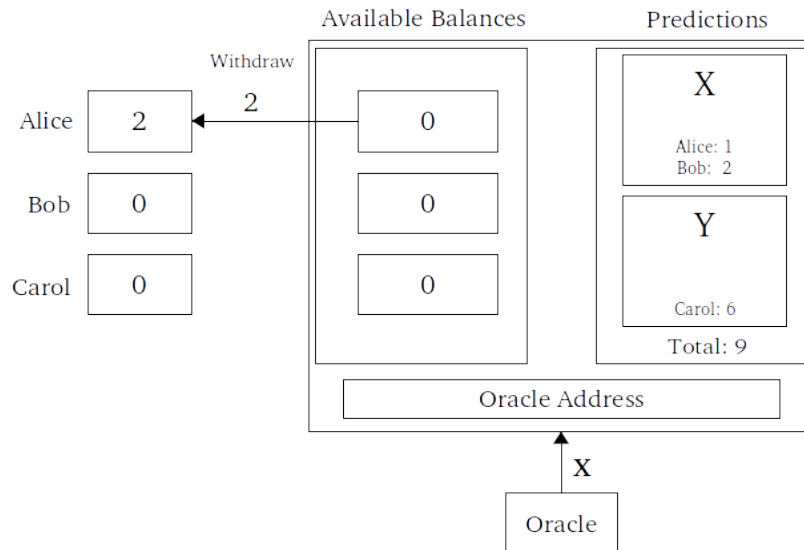 Available Balances
Predictions
Withdraw
2
Alice
2
0
Bob
0
0
Carol
0
0
X
Alice: 1
Bob: 2
Y
Carol: 6
Total: 9
Oracle Address
x
Oracle